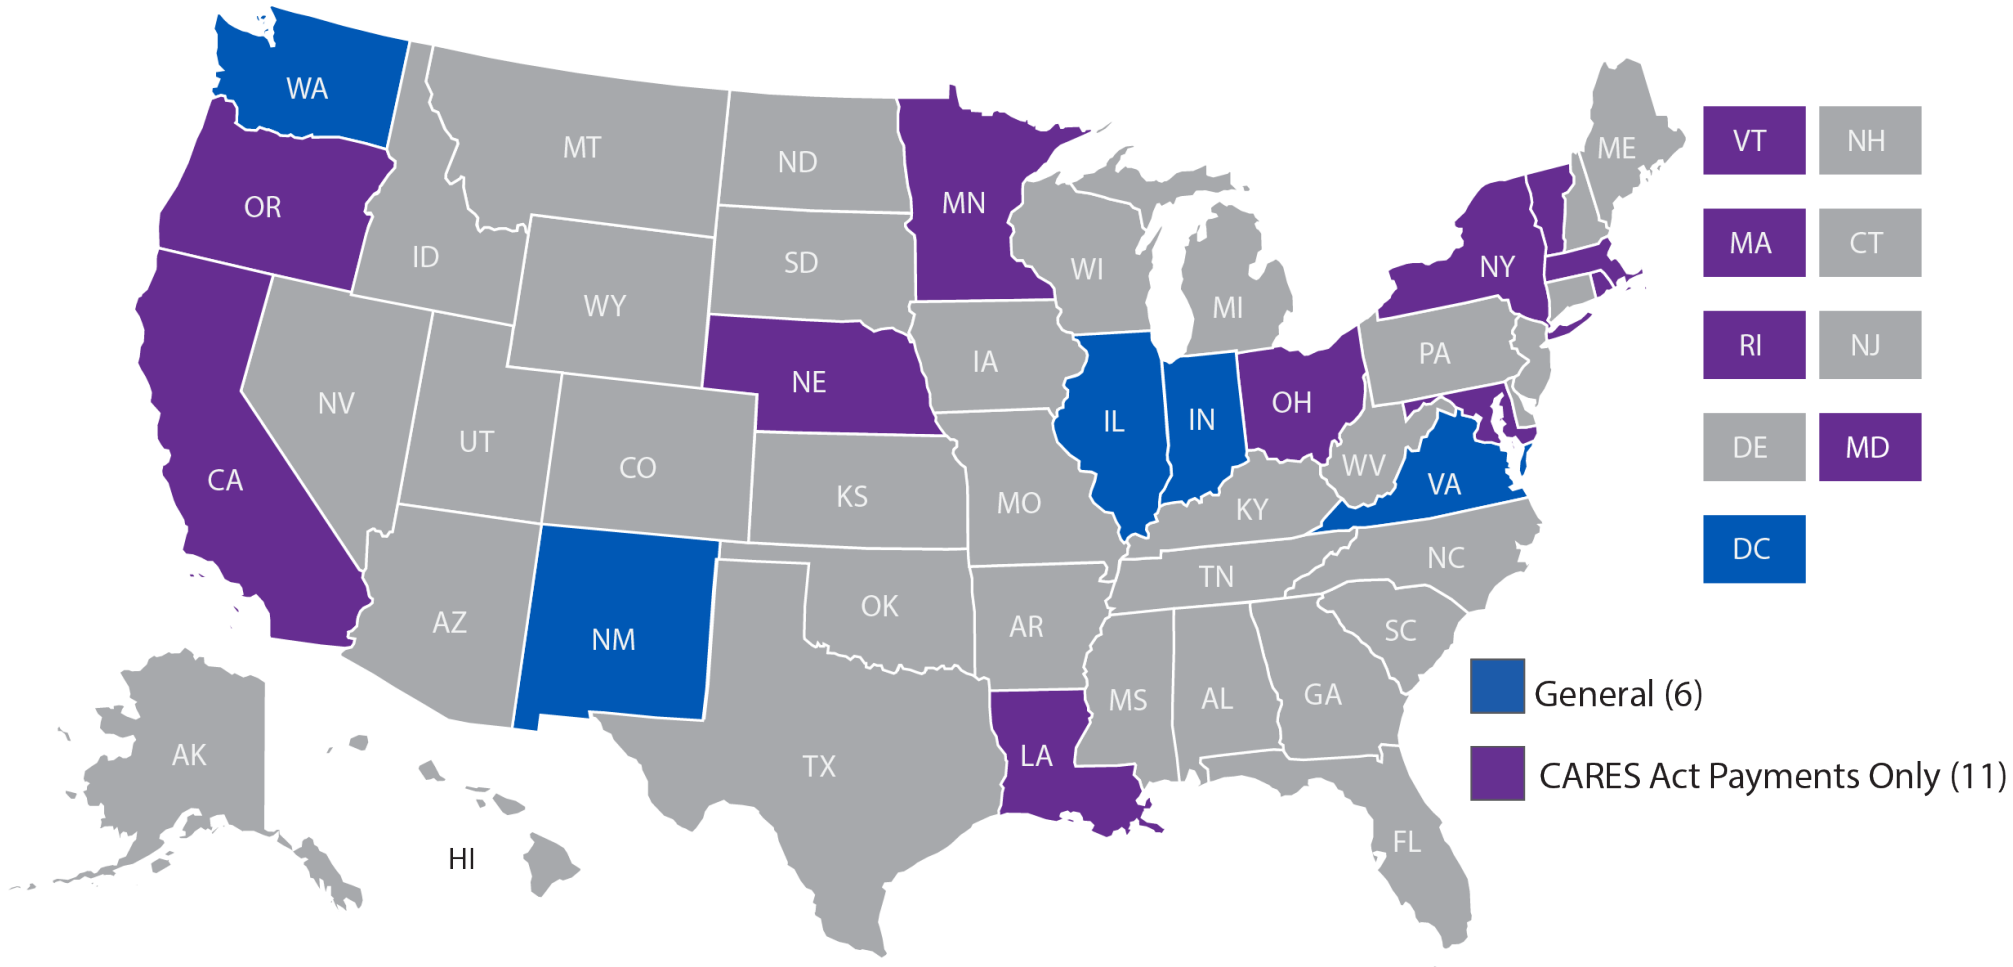 WA
MT
ND
MN
ME
OR
ID
SD
WI
MI
NY
WY
IA
PA
NV
UT
NE
IL
IN
OH
CA
CO
KS
MO
WV
VA
KY
AZ
NM
OK
AR
TN
NC
SC
MS
AL
GA
TX
LA
FL
AK
HI
VT NH
MA CT
RI NJ
DE MD
DC
General (6)
CARES Act Payments Only (11)